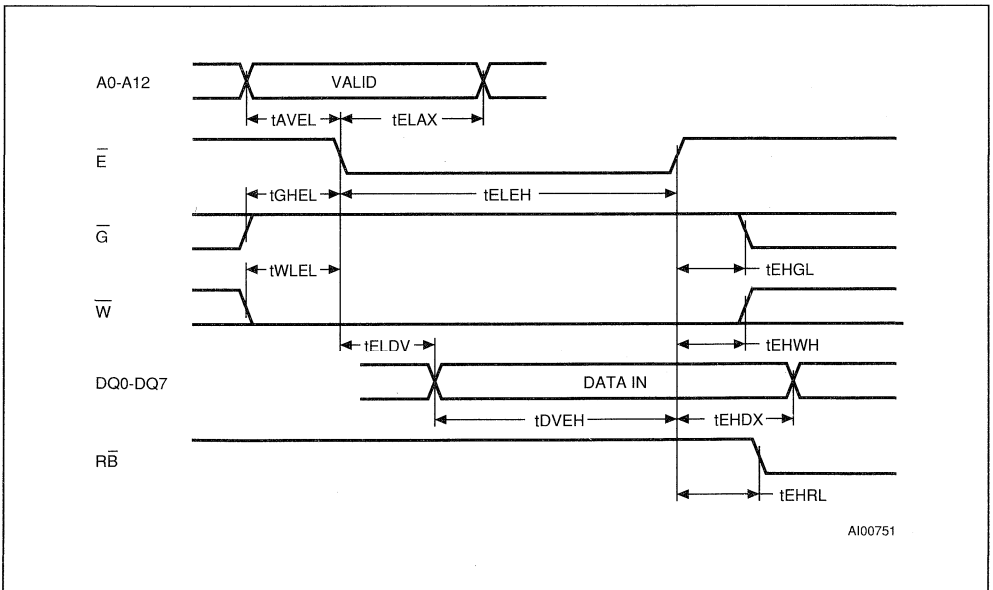 A0-A12
VALID
tAVEL
tELAX
E̅
tGHEL
tELEH
G̅
tWLEL
tEHGL
W̅
tELDV
tEHWH
DQ0-DQ7
DATA IN
tDVEH
tEHDX
RB̅
tEHRL
AI00751